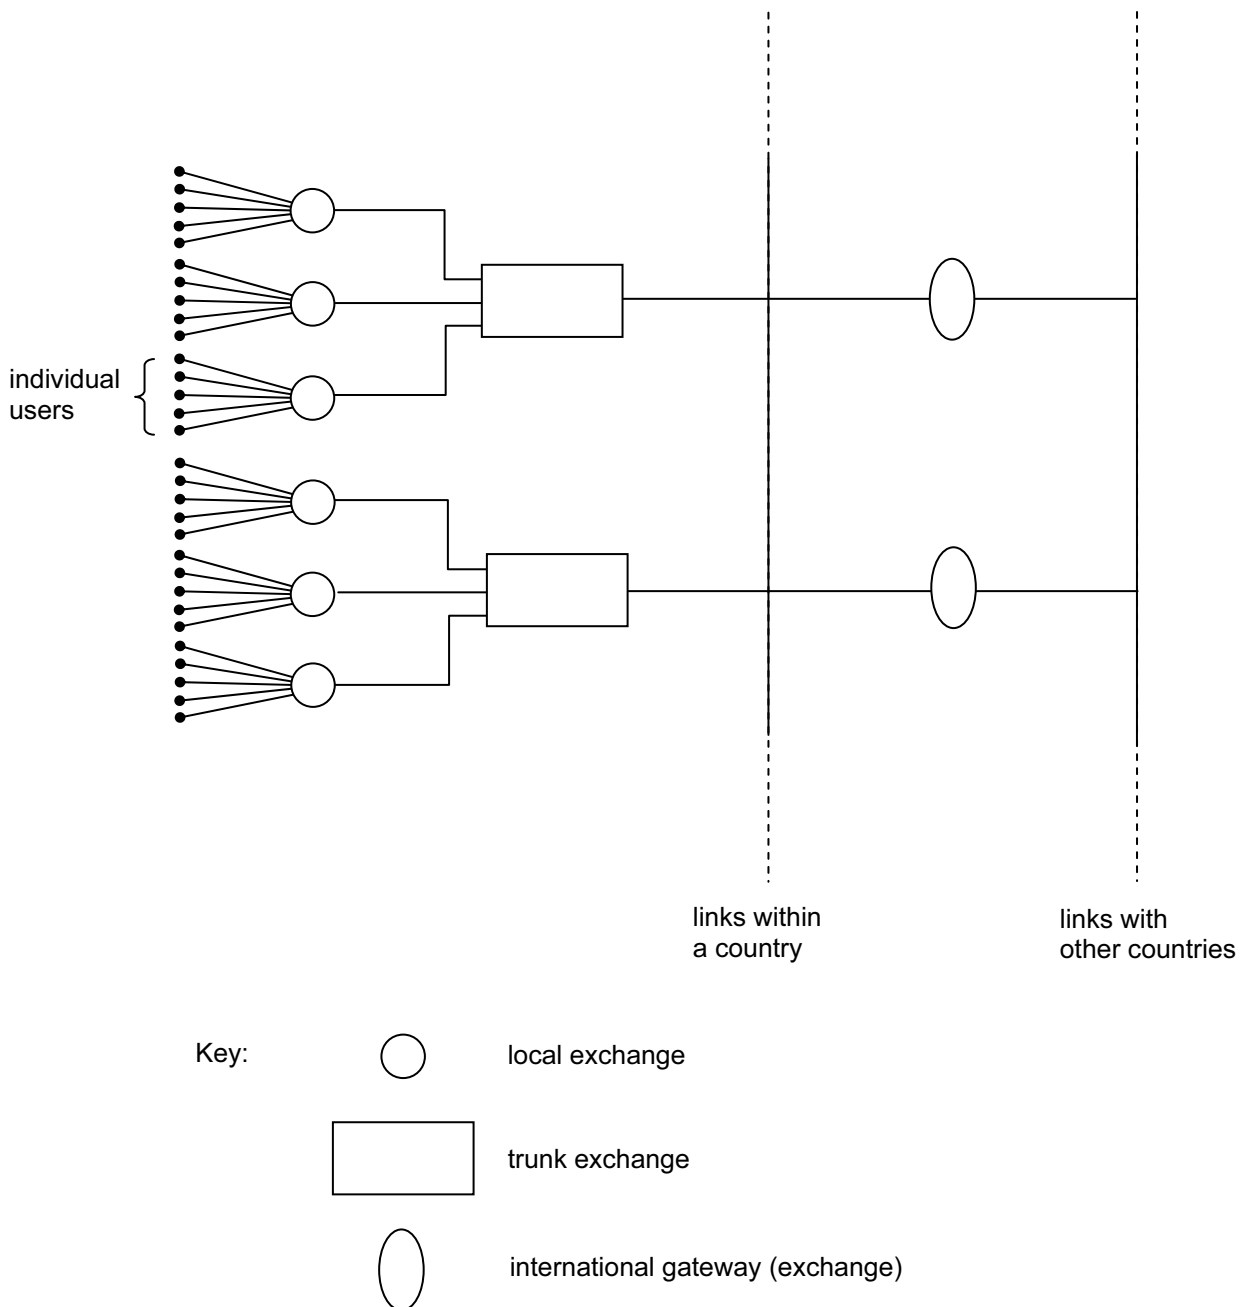 individual
users
links within
a country
links with
other countries
Key:
local exchange
trunk exchange
international gateway (exchange)